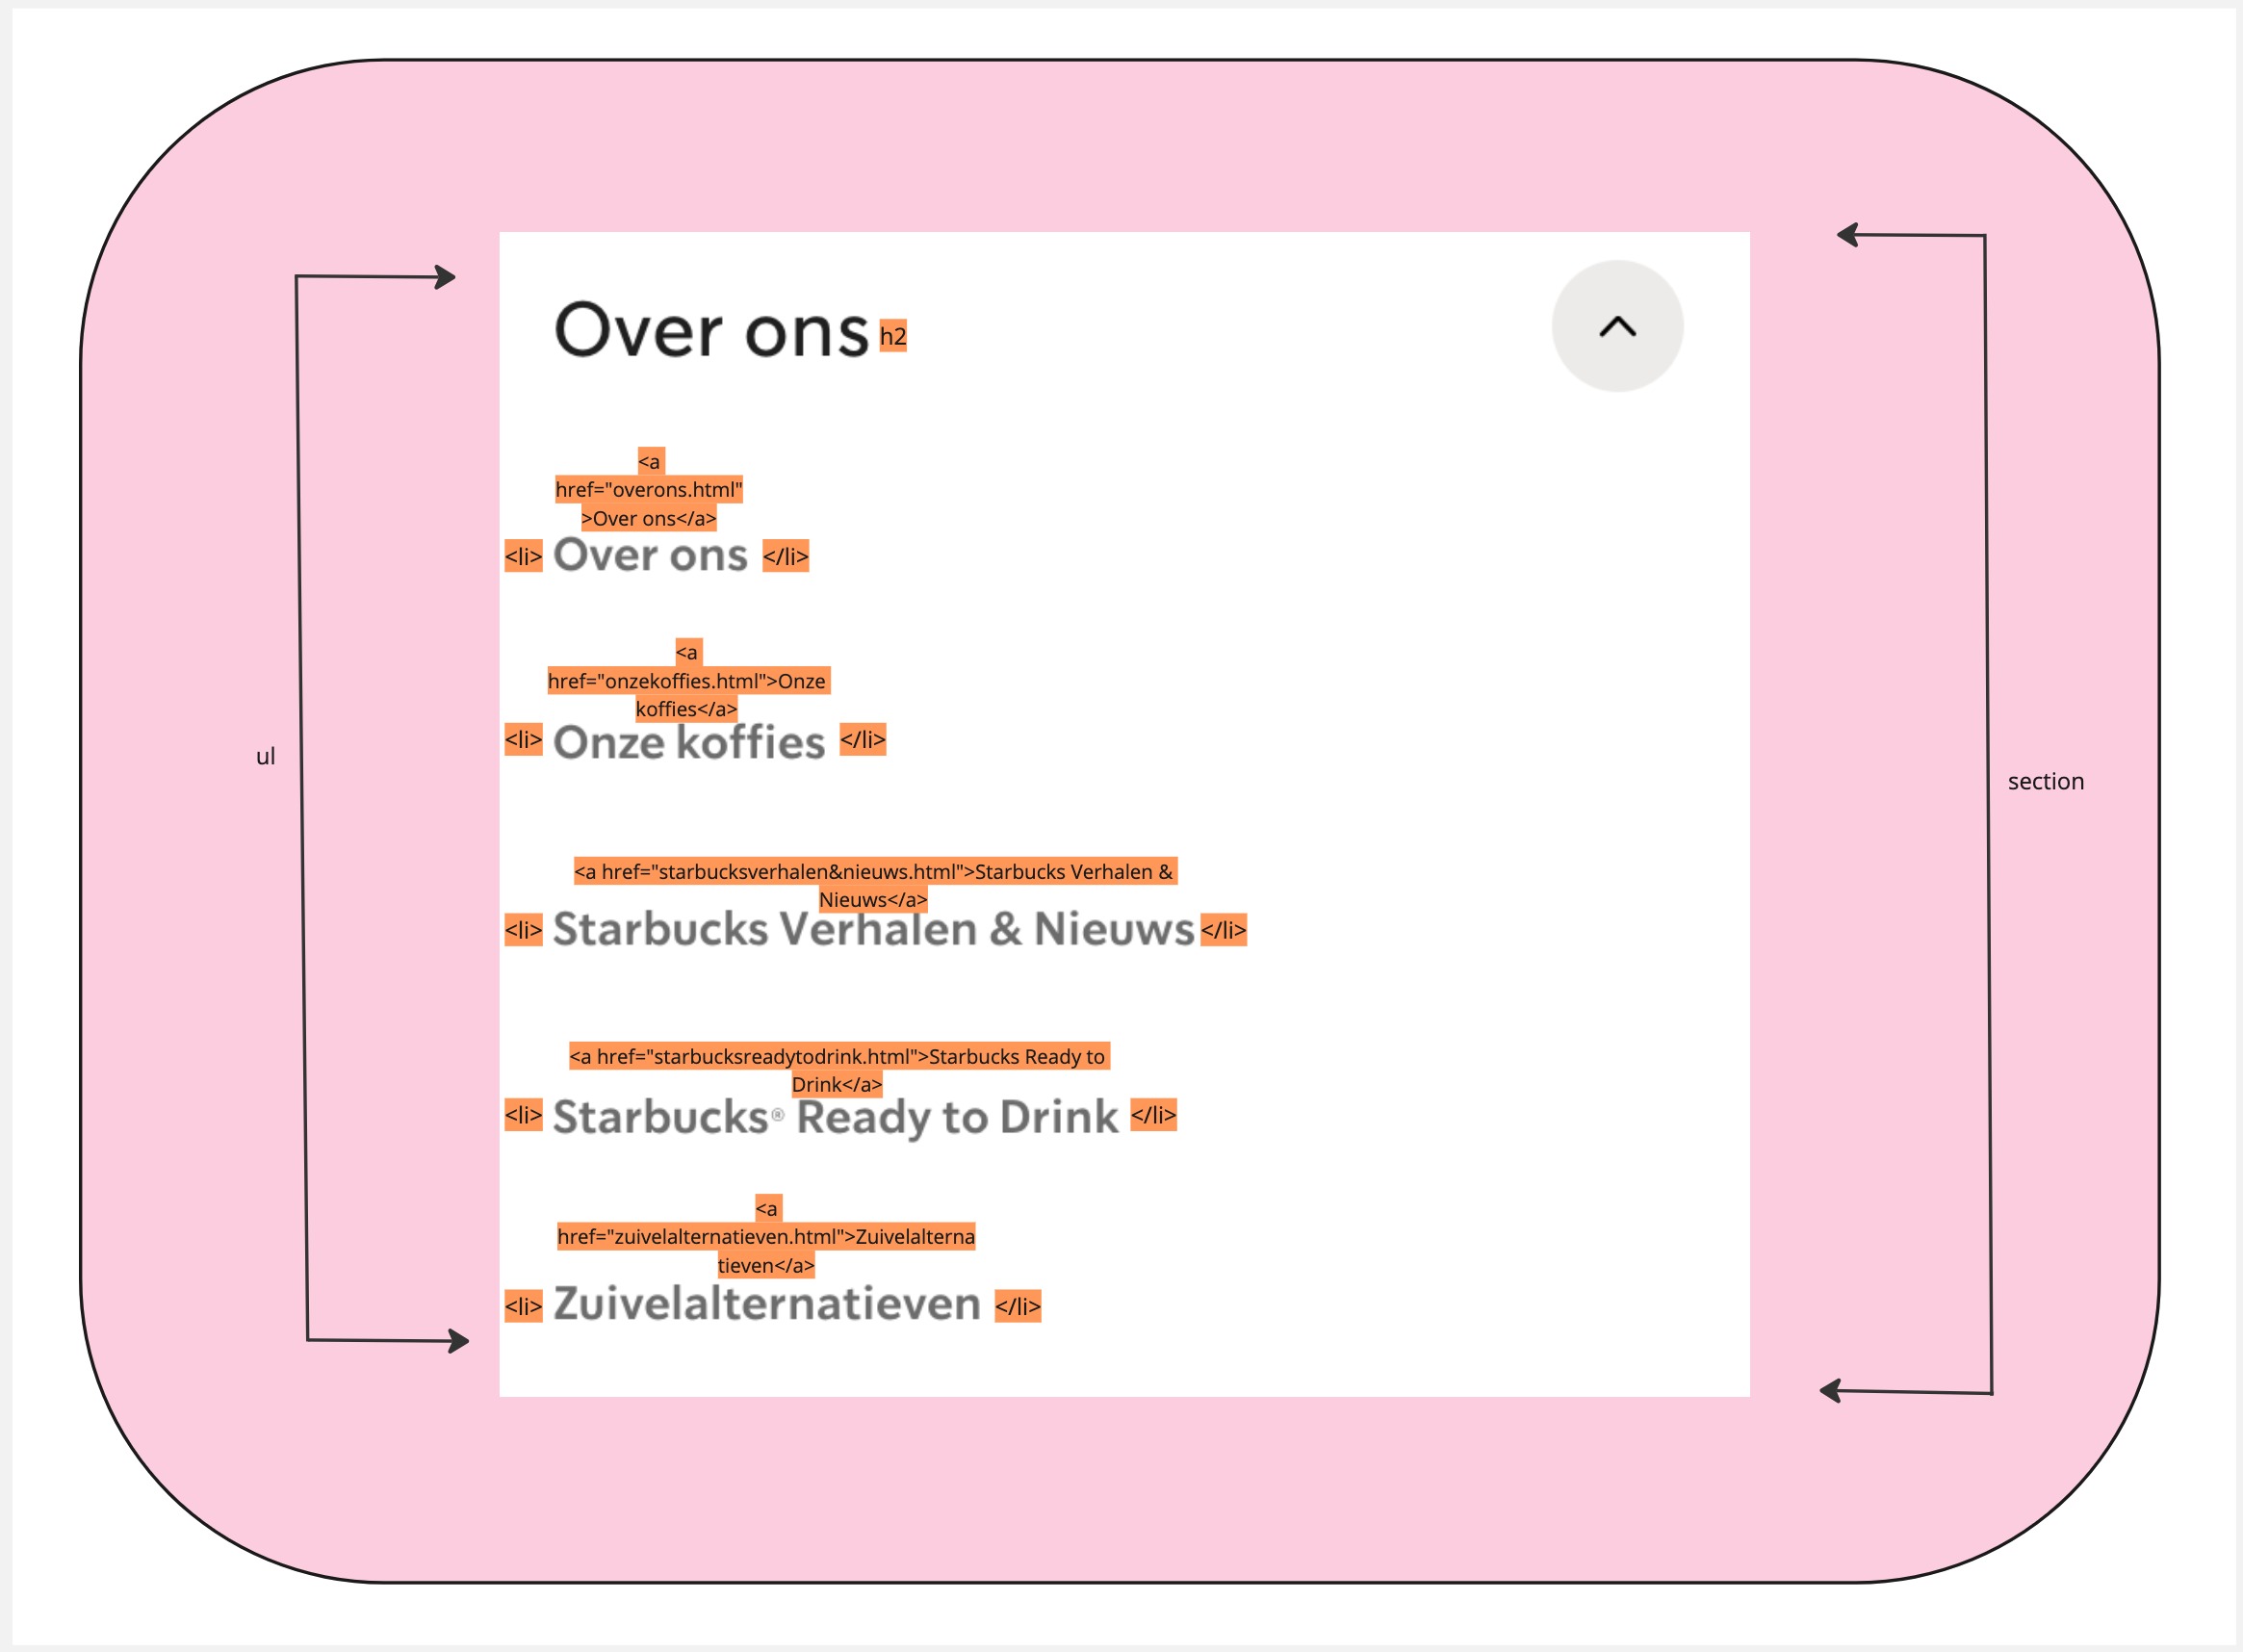 Over ons h2
<a
href="overons.html"
>Over ons</a>
<li> Over ons </li>
<a
href="onzekoffies.html">Onze
koffies</a>
<li> Onze koffies </li>
ul
section
<a href="starbucksverhalen&nieuws.html">Starbucks Verhalen &
Nieuws</a>
<li> Starbucks Verhalen & Nieuws </li>
<a href="starbucksreadytodrink.html">Starbucks Ready to
Drink</a>
<li> Starbucks® Ready to Drink </li>
<a
href="zuivelalternatieven.html">Zuivelalterna
tieven</a>
<li> Zuivelalternatieven </li>